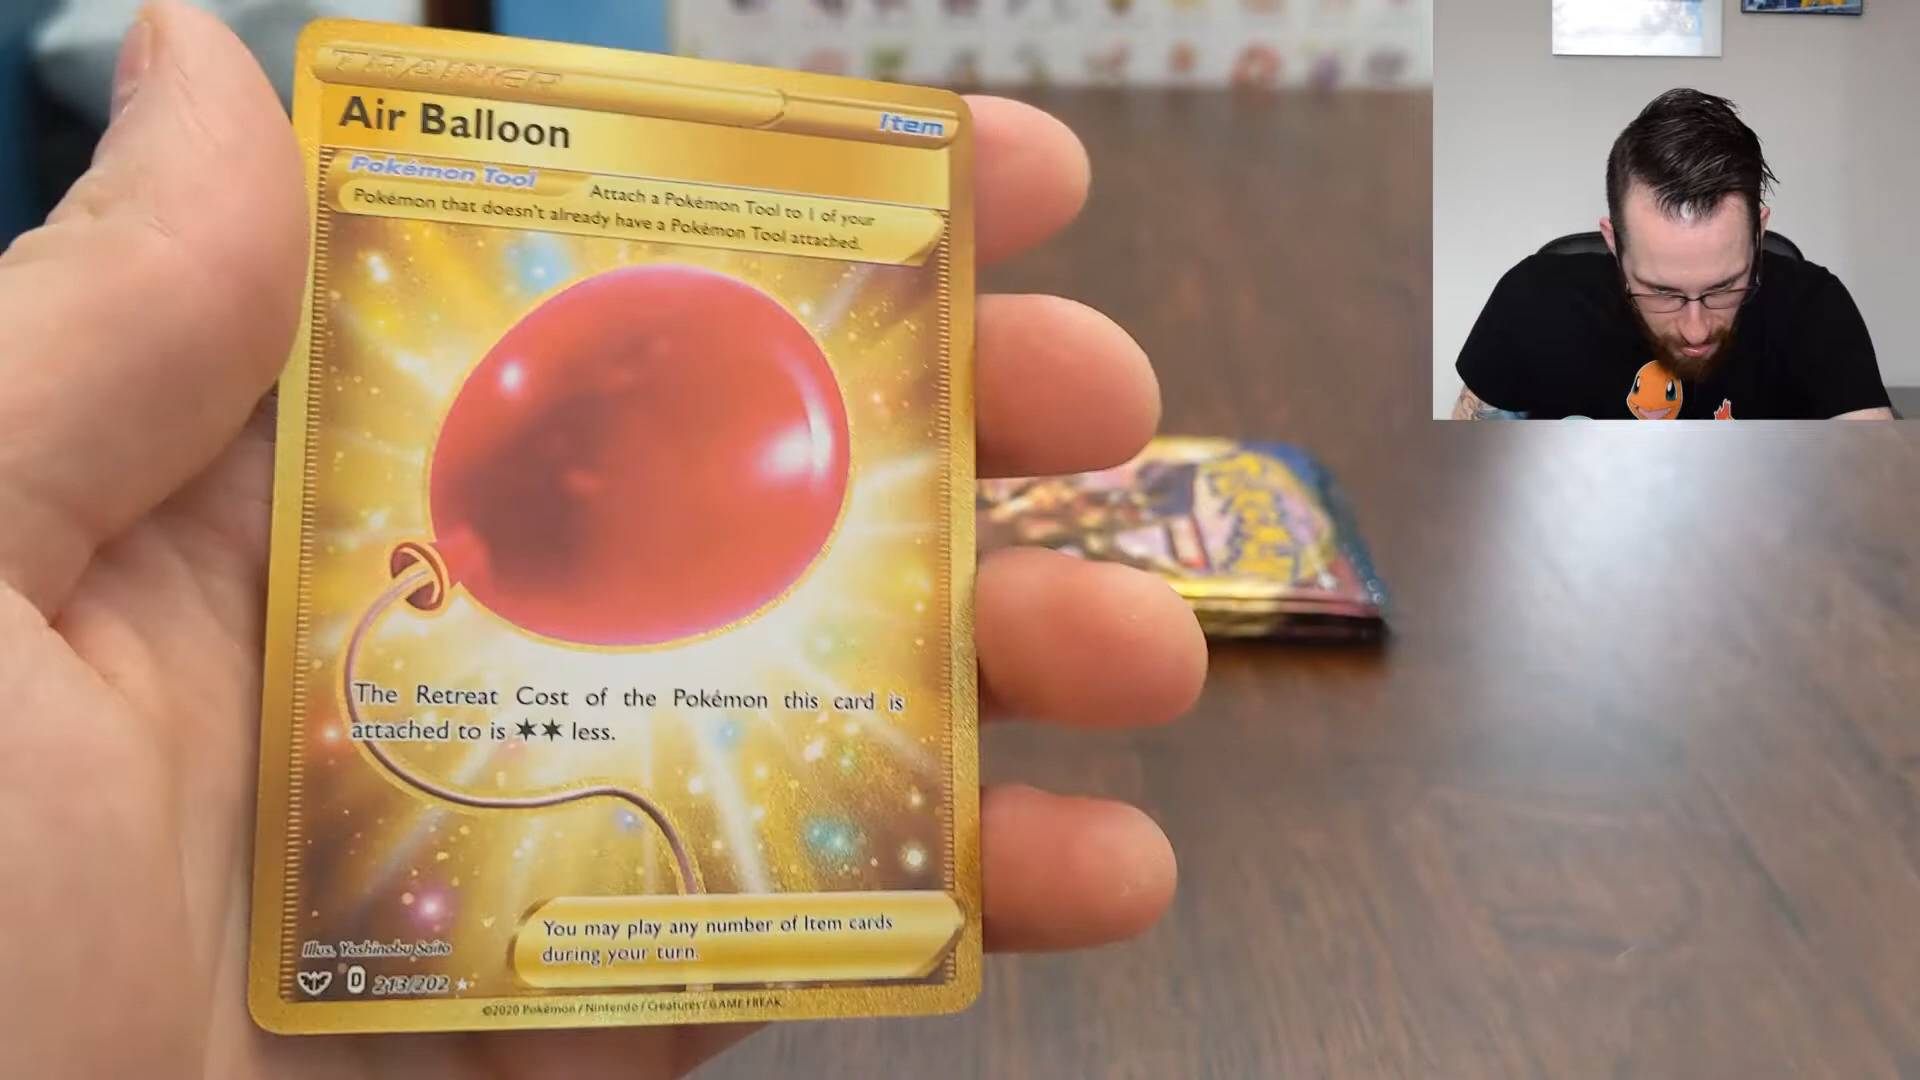 TRAINER
Air Balloon
Item
Pokémon Tool
Attach a Pokémon Tool to 1 of your
Pokémon that doesn't already have a Pokémon Tool attached.
The Retreat Cost of the Pokémon this card is
attached to is ✶✶ less.
You may play any number of Item cards
during your turn.
Illus. Yoshinobu Saito
D 213/202 ★
©2020 Pokémon / Nintendo / Creatures / GAME FREAK
POKÉMON